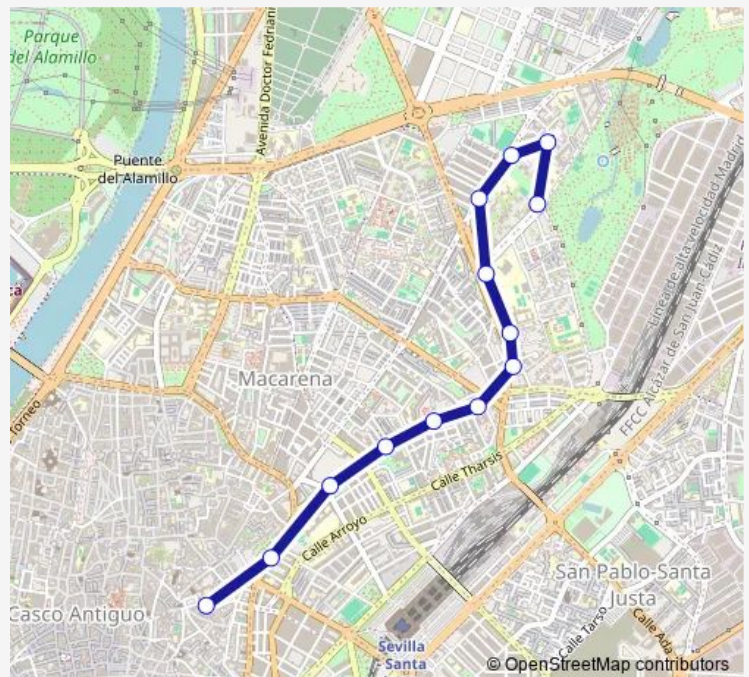 Parque
del Alamillo
Avenida Doctor Fedriani
Puente
del Alamillo
Línea de alta velocidad Madrid
FFCC Alcázar de San Juan Cádiz
Macarena
Torneo
Calle Tharsis
Calle Arroyo
San Pablo-Santa
Justa
Casco Antiguo
Calle Tarso
Calle Ada
Sevilla
- Santa
© OpenStreetMap contributors